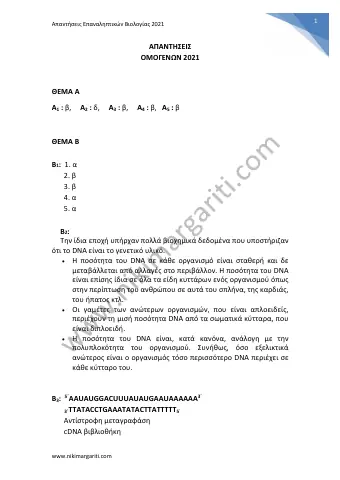 Απαντήσεις Επαναληπτικών Βιολογίας 2021
1
ΑΠΑΝΤΗΣΕΙΣ
ΟΜΟΓΕΝΩΝ 2021
ΘΕΜΑ Α
Α₁ : β, Α₂ : δ, Α₃ : β, Α₄ : β, Α₅ : β
ΘΕΜΑ Β
Β₁: 1. α
2. β
3. β
4. α
5. α
Β₂:
Την ίδια εποχή υπήρχαν πολλά βιοχημικά δεδομένα που υποστήριζαν
ότι το DNA είναι το γενετικό υλικό.
• Η ποσότητα του DNA σε κάθε οργανισμό είναι σταθερή και δε
μεταβάλλεται από αλλαγές στο περιβάλλον. Η ποσότητα του DNA
είναι επίσης ίδια σε όλα τα είδη κυττάρων ενός οργανισμού όπως
στην περίπτωση του ανθρώπου σε αυτά του σπλήνα, της καρδιάς,
του ήπατος κτλ.
• Οι γαμέτες των ανώτερων οργανισμών, που είναι απλοειδείς,
περιέχουν τη μισή ποσότητα DNA από τα σωματικά κύτταρα, που
είναι διπλοειδή.
• Η ποσότητα του DNA είναι, κατά κανόνα, ανάλογη με την
πολυπλοκότητα του οργανισμού. Συνήθως, όσο εξελικτικά
ανώτερος είναι ο οργανισμός τόσο περισσότερο DNA περιέχει σε
κάθε κύτταρο του.
Β₃: ⁵΄AAUAUGGACUUUAUAUGAAUAAAAAA³΄
₃΄TTATACCTGAAATATACTTATTTTT₅΄
Αντίστροφη μεταγραφάση
cDNA βιβλιοθήκη
www.nikimargariti.com
www.nikimargariti.com